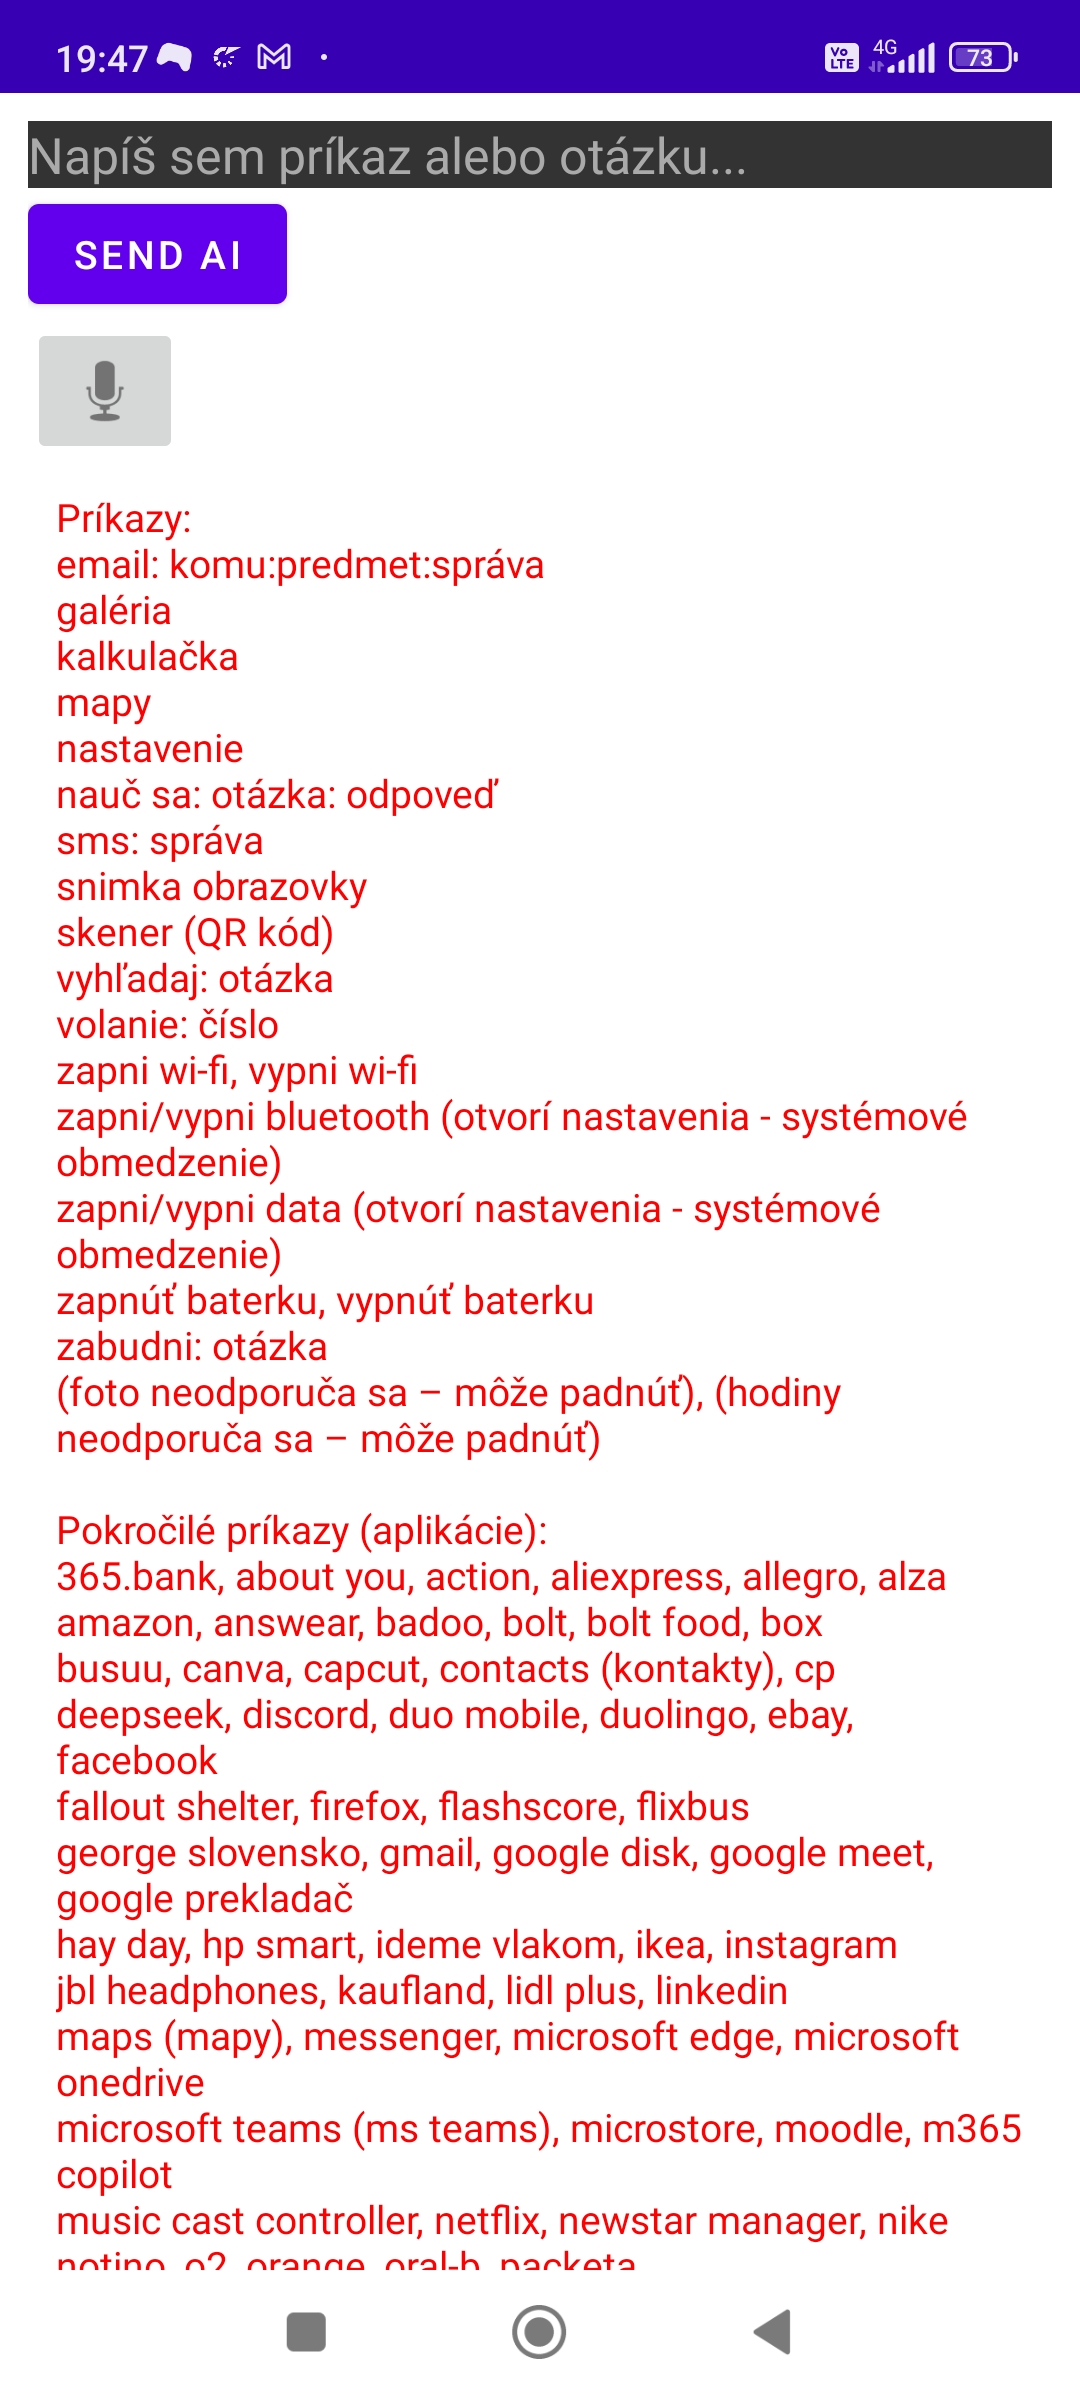 19:47
Vo LTE
4G
73
Napíš sem príkaz alebo otázku...
SEND AI
Príkazy:
email: komu:predmet:správa
galéria
kalkulačka
mapy
nastavenie
nauč sa: otázka: odpoveď
sms: správa
snimka obrazovky
skener (QR kód)
vyhľadaj: otázka
volanie: číslo
zapni wi-fi, vypni wi-fi
zapni/vypni bluetooth (otvorí nastavenia - systémové
obmedzenie)
zapni/vypni data (otvorí nastavenia - systémové
obmedzenie)
zapnúť baterku, vypnúť baterku
zabudni: otázka
(foto neodporuča sa – môže padnúť), (hodiny
neodporuča sa – môže padnúť)
Pokročilé príkazy (aplikácie):
365.bank, about you, action, aliexpress, allegro, alza
amazon, answear, badoo, bolt, bolt food, box
busuu, canva, capcut, contacts (kontakty), cp
deepseek, discord, duo mobile, duolingo, ebay,
facebook
fallout shelter, firefox, flashscore, flixbus
george slovensko, gmail, google disk, google meet,
google prekladač
hay day, hp smart, ideme vlakom, ikea, instagram
jbl headphones, kaufland, lidl plus, linkedin
maps (mapy), messenger, microsoft edge, microsoft
onedrive
microsoft teams (ms teams), microstore, moodle, m365
copilot
music cast controller, netflix, newstar manager, nike
notino, o2, orange, oral-b, packeta